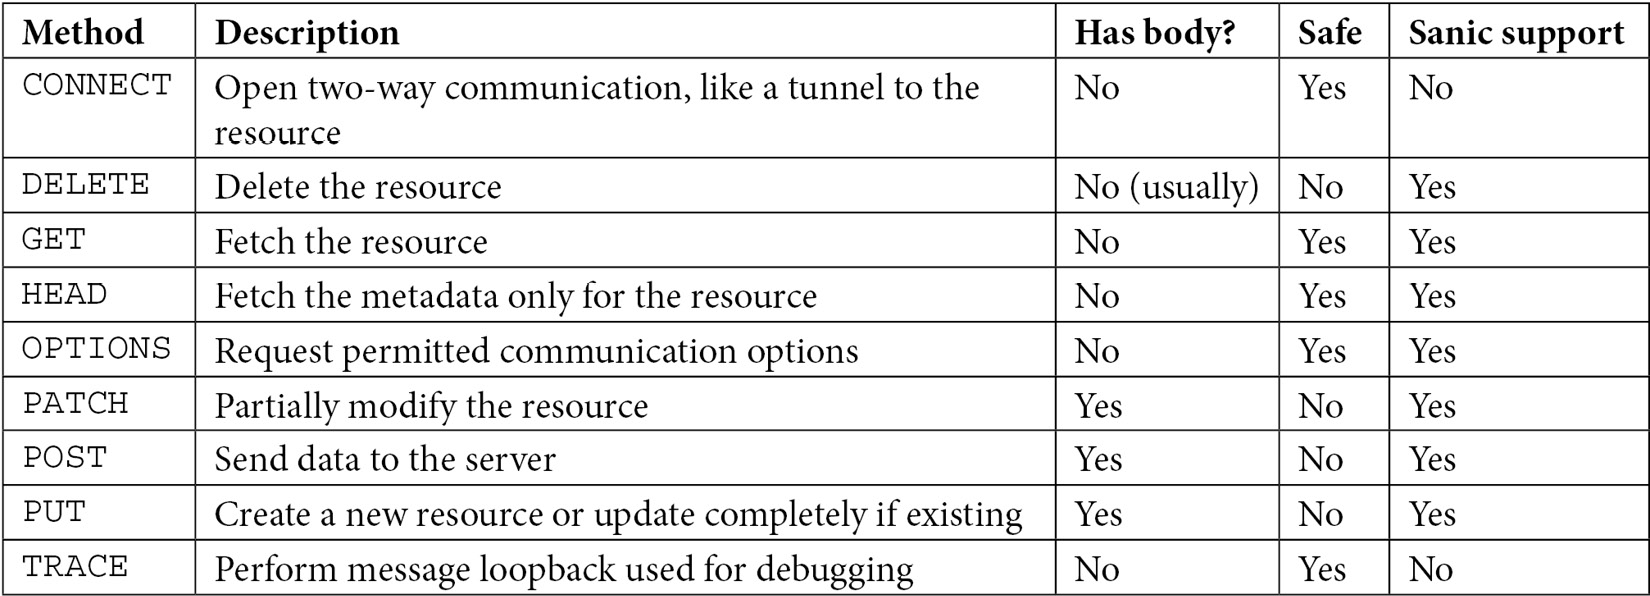 Method Description Has body? Safe Sanic support
CONNECT Open two-way communication, like a tunnel to the No Yes No
resource
DELETE Delete the resource No (usually) No Yes
GET Fetch the resource No Yes Yes
HEAD Fetch the metadata only for the resource No Yes Yes
OPTIONS Request permitted communication options No Yes Yes
PATCH Partially modify the resource Yes No Yes
POST Send data to the server Yes No Yes
PUT Create a new resource or update completely if existing Yes No Yes
TRACE Perform message loopback used for debugging No Yes No